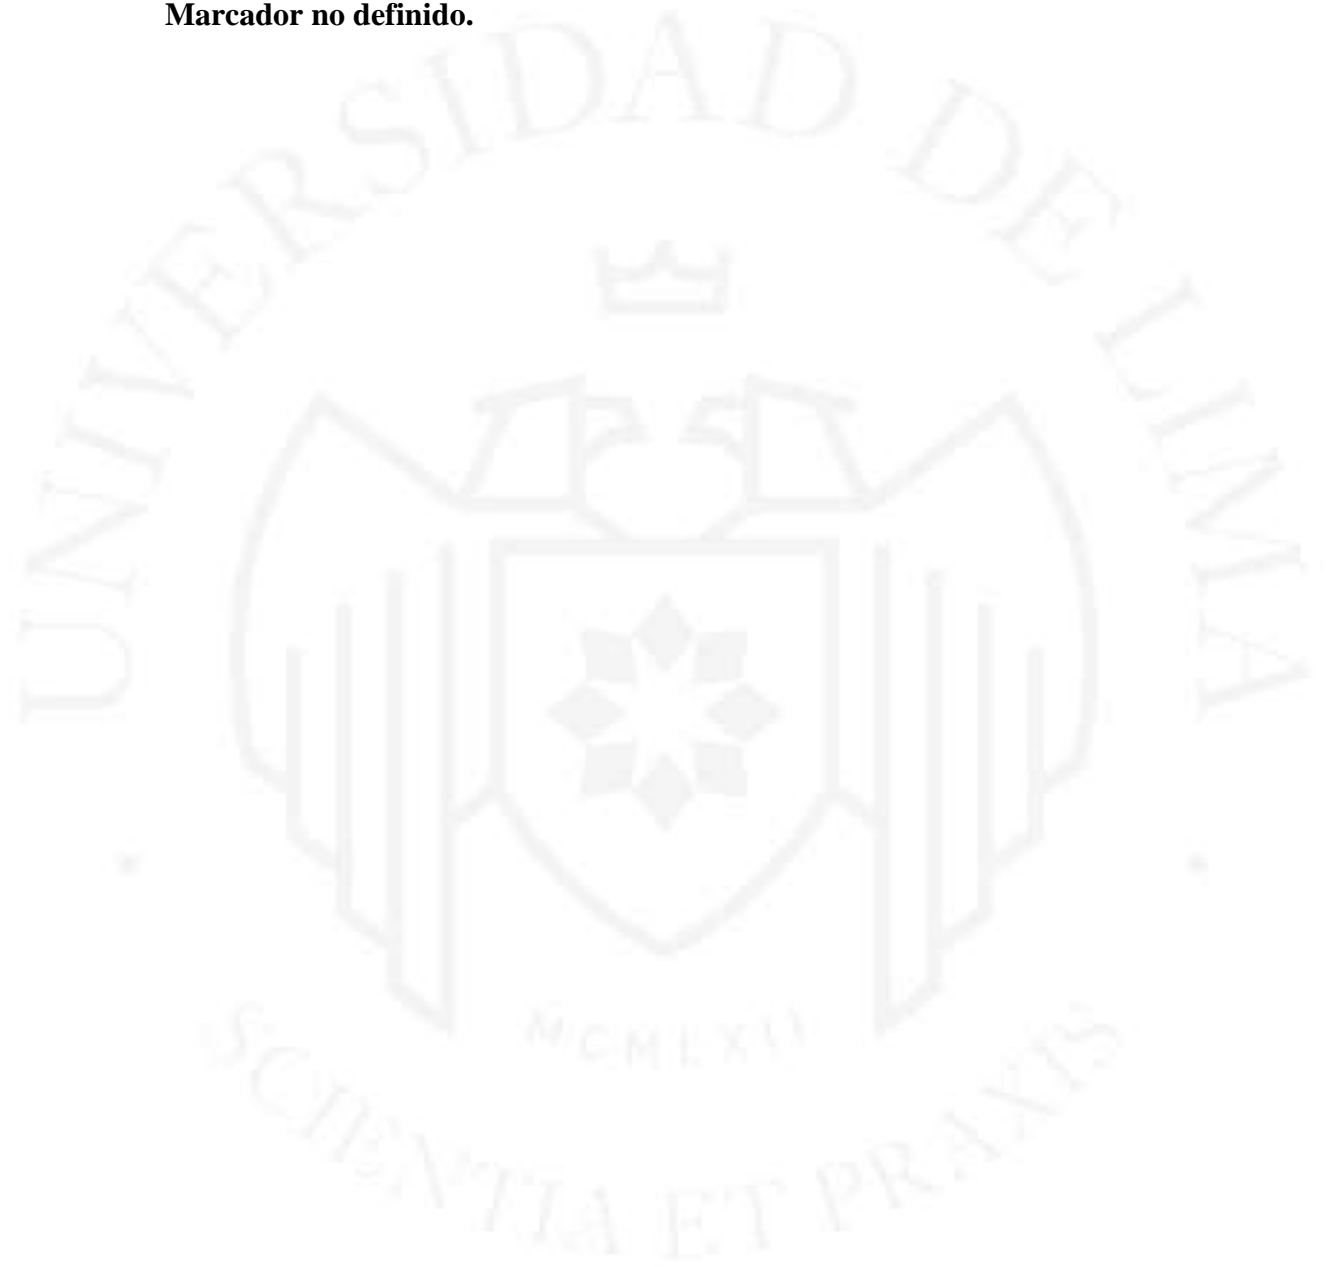 Marcador no definido.
UNIVERSIDAD DE LIMA
MCMLXII
SCIENTIA ET PRAXIS